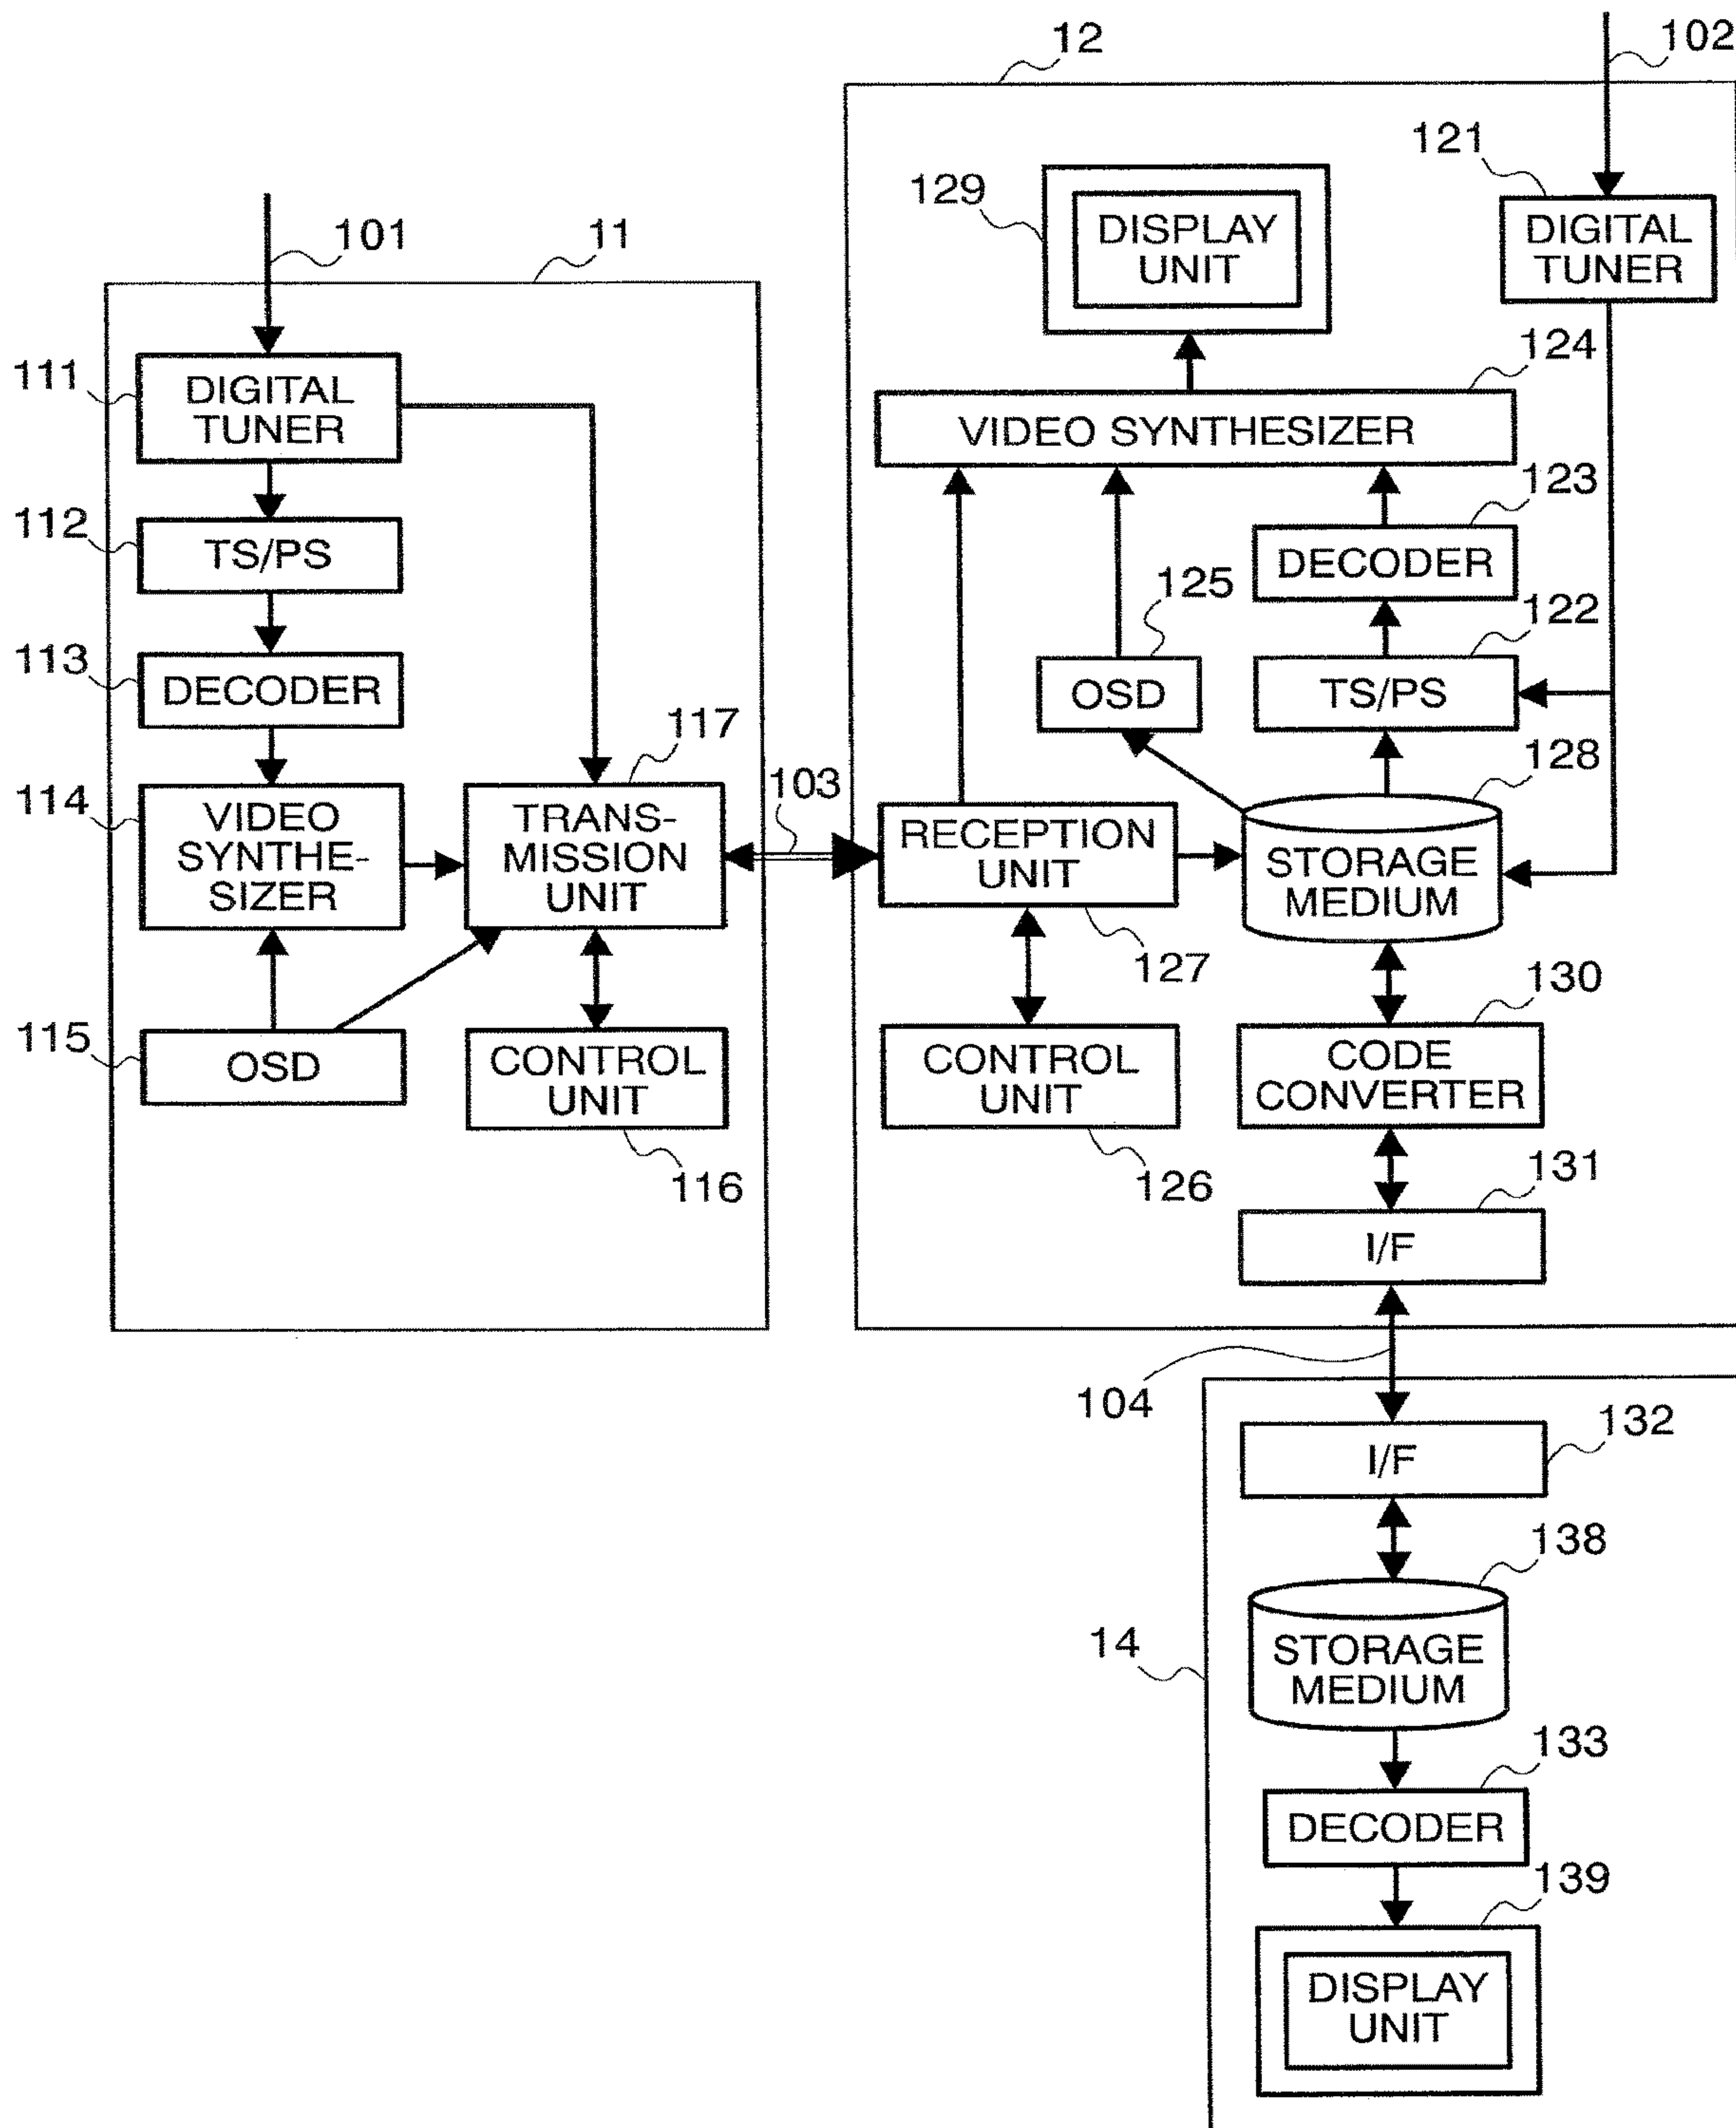 12
102
121
129
DISPLAY
UNIT
DIGITAL
TUNER
101
11
124
111
DIGITAL
TUNER
VIDEO SYNTHESIZER
123
112
TS/PS
DECODER
125
122
113
DECODER
OSD
TS/PS
117
128
103
114
VIDEO
SYNTHE-
SIZER
TRANS-
MISSION
UNIT
RECEPTION
UNIT
STORAGE
MEDIUM
127
130
115
OSD
CONTROL
UNIT
CONTROL
UNIT
CODE
CONVERTER
116
126
131
I/F
104
132
I/F
138
14
STORAGE
MEDIUM
133
DECODER
139
DISPLAY
UNIT